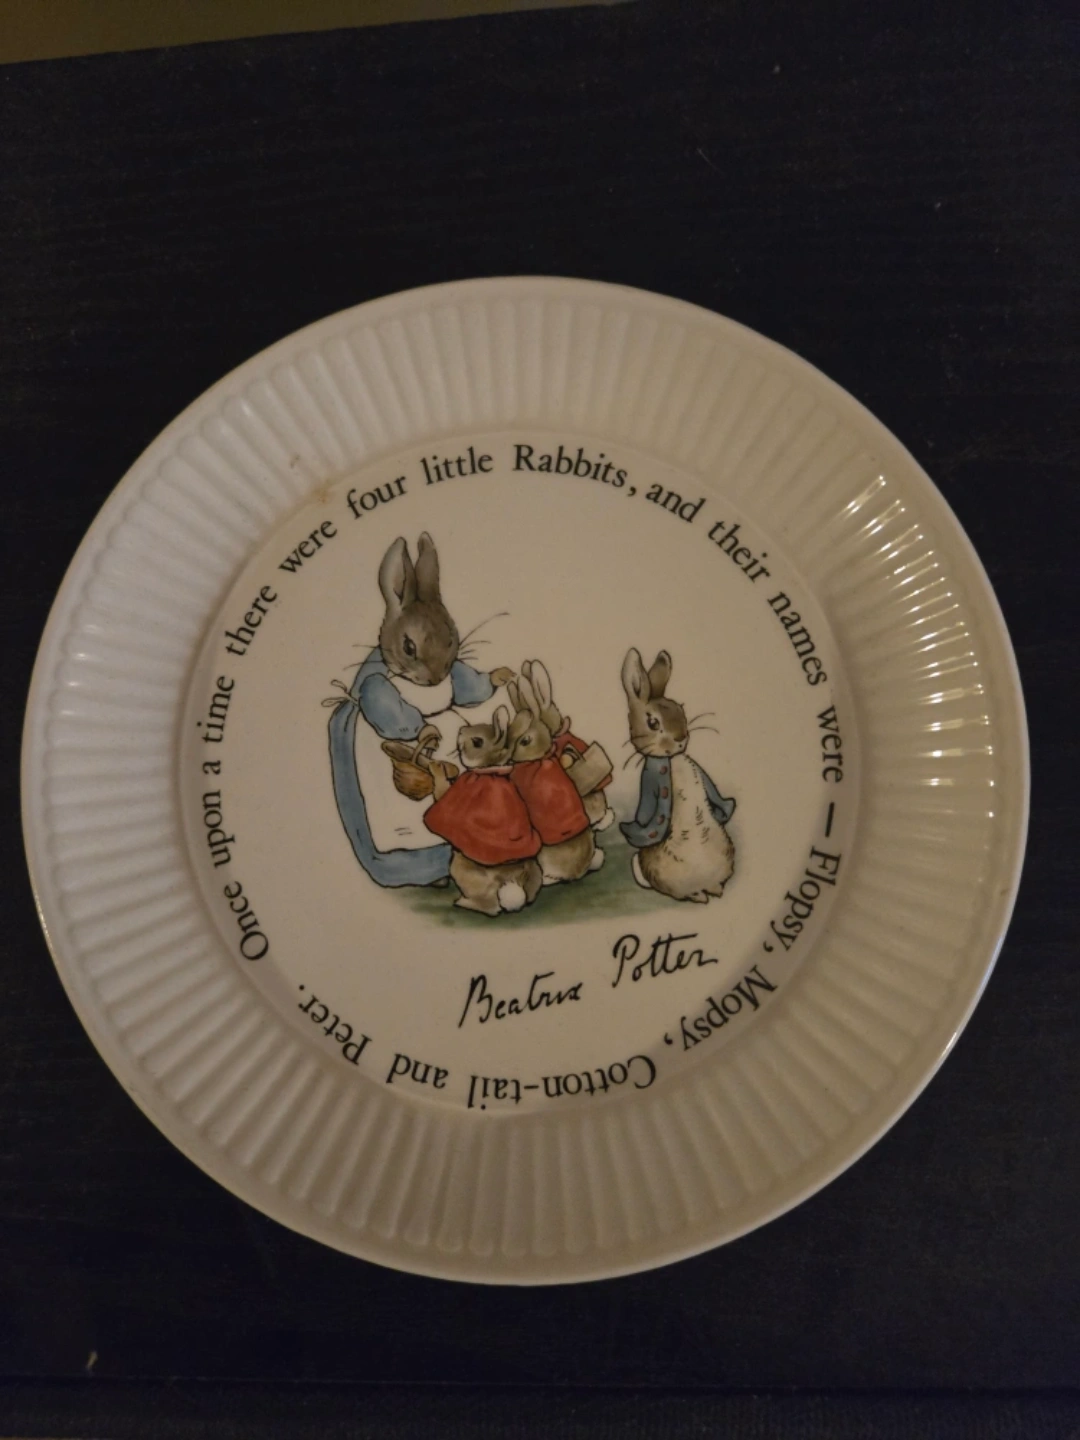 Once upon a time there were four little Rabbits, and their names were — Flopsy, Mopsy, Cotton-tail and Peter.
Beatrix Potter